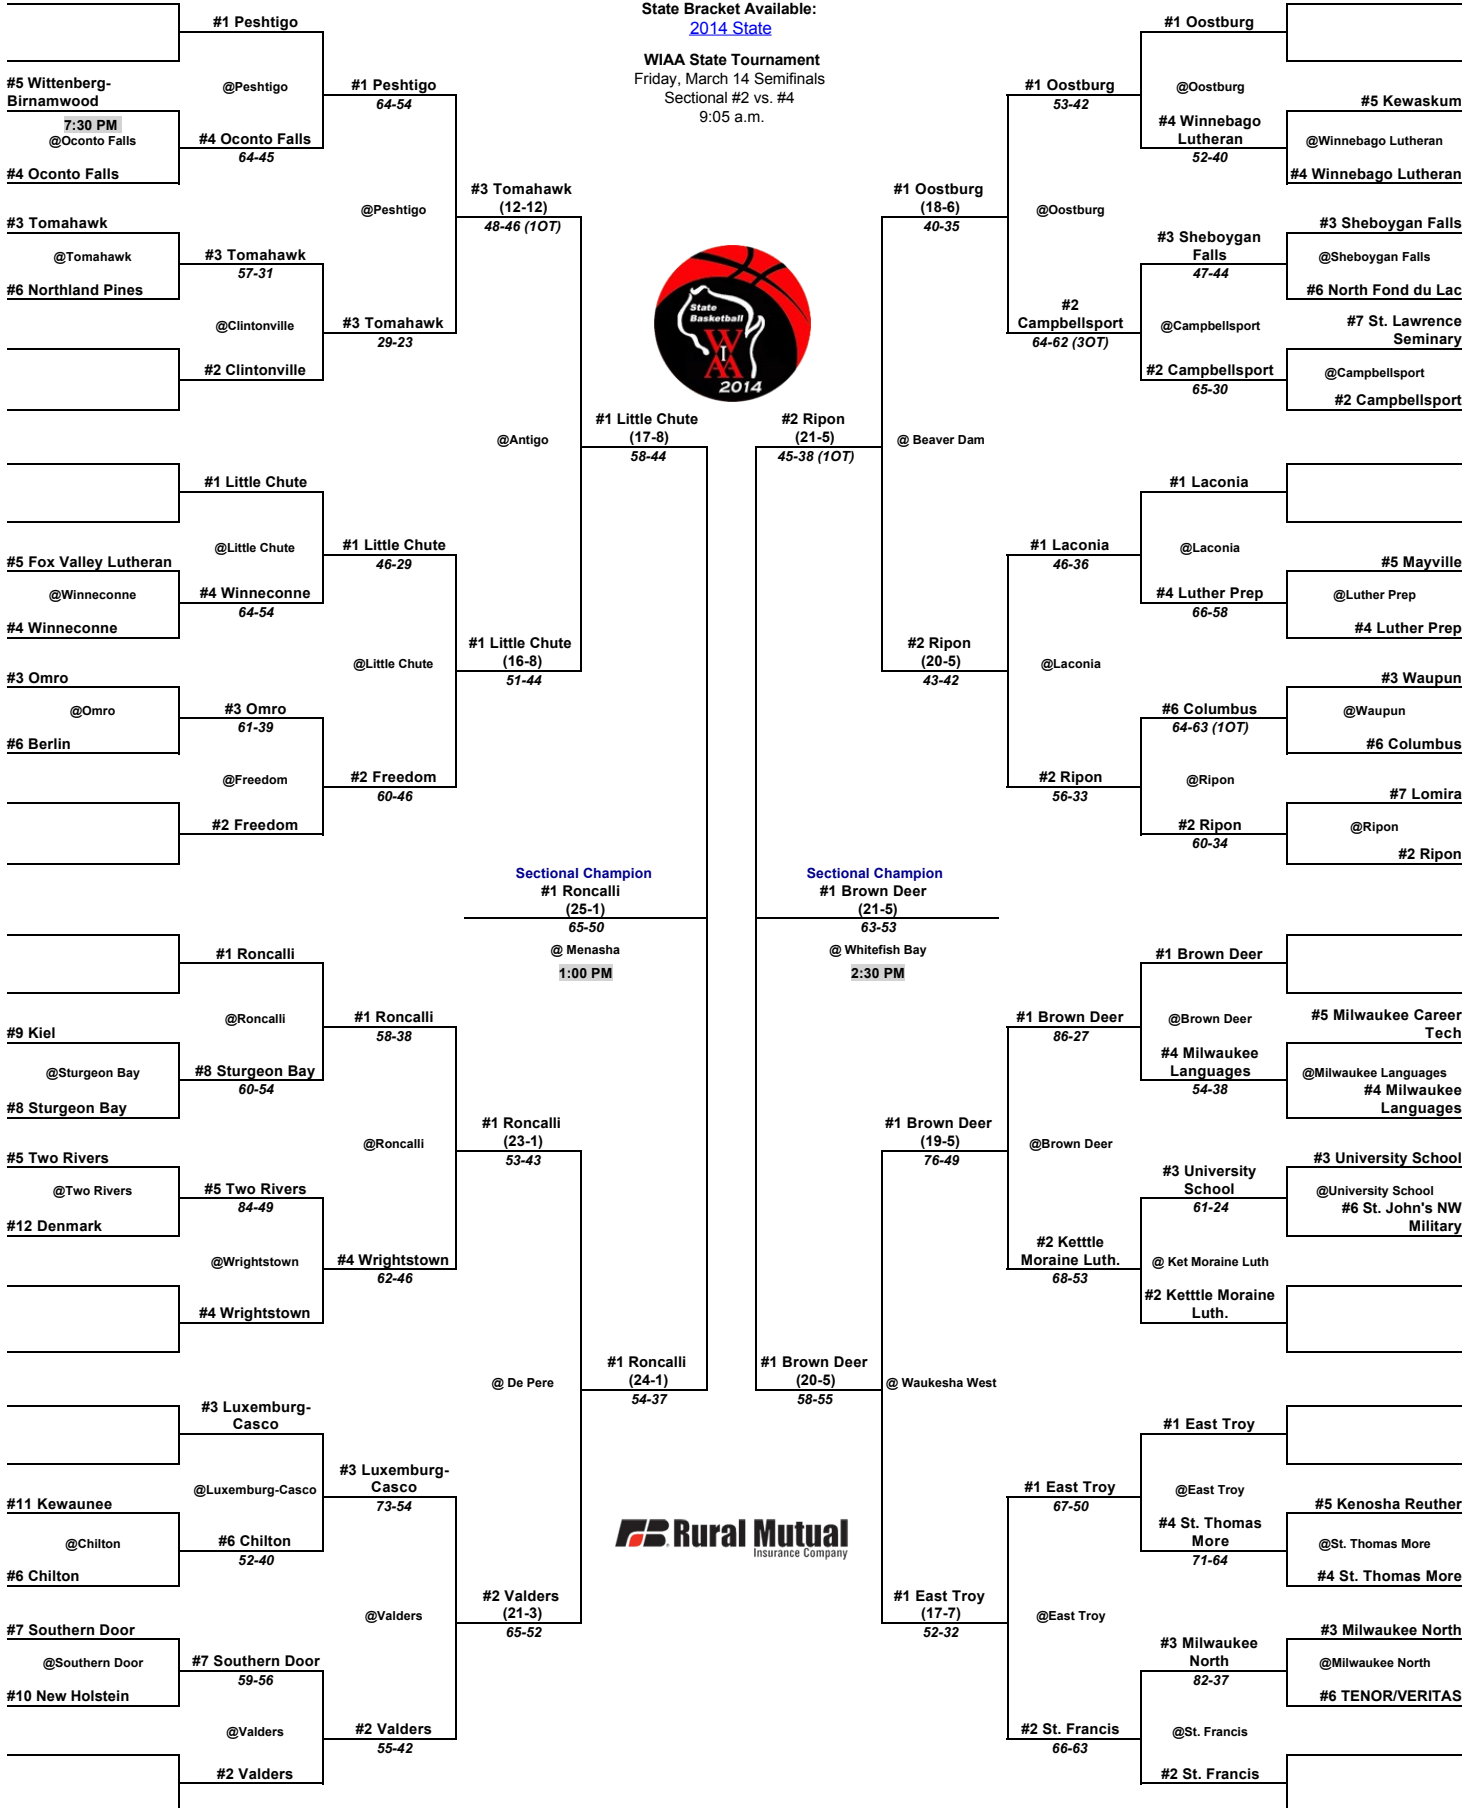 State Bracket Available:
2014 State
WIAA State Tournament
Friday, March 14 Semifinals
Sectional #2 vs. #4
9:05 a.m.
#1 Peshtigo
#5 Wittenberg-
Birnamwood
7:30 PM
@Oconto Falls
#4 Oconto Falls
@Peshtigo
#4 Oconto Falls
64-45
#1 Peshtigo
64-54
#3 Tomahawk
@Tomahawk
#6 Northland Pines
#3 Tomahawk
57-31
@Clintonville
#2 Clintonville
#3 Tomahawk
29-23
@Peshtigo
#3 Tomahawk
(12-12)
48-46 (1OT)
@Antigo
#1 Little Chute
(17-8)
58-44
#1 Little Chute
#5 Fox Valley Lutheran
@Winneconne
#4 Winneconne
@Little Chute
#4 Winneconne
64-54
#1 Little Chute
46-29
#3 Omro
@Omro
#6 Berlin
#3 Omro
61-39
@Freedom
#2 Freedom
#2 Freedom
60-46
@Little Chute
#1 Little Chute
(16-8)
51-44
State
Basketball
WIAA
2014
#1 Oostburg
#5 Kewaskum
@Winnebago Lutheran
#4 Winnebago Lutheran
@Oostburg
#4 Winnebago
Lutheran
52-40
#1 Oostburg
53-42
#3 Sheboygan Falls
@Sheboygan Falls
#6 North Fond du Lac
#3 Sheboygan
Falls
47-44
#7 St. Lawrence
Seminary
@Campbellsport
#2 Campbellsport
@Campbellsport
#2 Campbellsport
65-30
#2
Campbellsport
64-62 (3OT)
@Oostburg
#1 Oostburg
(18-6)
40-35
@ Beaver Dam
#2 Ripon
(21-5)
45-38 (1OT)
#1 Laconia
#5 Mayville
@Luther Prep
#4 Luther Prep
@Laconia
#4 Luther Prep
66-58
#1 Laconia
46-36
#3 Waupun
@Waupun
#6 Columbus
#6 Columbus
64-63 (1OT)
#7 Lomira
@Ripon
#2 Ripon
@Ripon
#2 Ripon
60-34
#2 Ripon
56-33
@Laconia
#2 Ripon
(20-5)
43-42
Sectional Champion
#1 Roncalli
(25-1)
65-50
@ Menasha
1:00 PM
Sectional Champion
#1 Brown Deer
(21-5)
63-53
@ Whitefish Bay
2:30 PM
#1 Roncalli
#9 Kiel
@Sturgeon Bay
#8 Sturgeon Bay
@Roncalli
#8 Sturgeon Bay
60-54
#1 Roncalli
58-38
#5 Two Rivers
@Two Rivers
#12 Denmark
#5 Two Rivers
84-49
@Wrightstown
#4 Wrightstown
#4 Wrightstown
62-46
@Roncalli
#1 Roncalli
(23-1)
53-43
@ De Pere
#1 Roncalli
(24-1)
54-37
#3 Luxemburg-
Casco
#11 Kewaunee
@Chilton
#6 Chilton
@Luxemburg-Casco
#6 Chilton
52-40
#3 Luxemburg-
Casco
73-54
#7 Southern Door
@Southern Door
#10 New Holstein
#7 Southern Door
59-56
@Valders
#2 Valders
#2 Valders
55-42
@Valders
#2 Valders
(21-3)
65-52
Rural Mutual
Insurance Company
#1 Brown Deer
#5 Milwaukee Career
Tech
@Milwaukee Languages
#4 Milwaukee
Languages
@Brown Deer
#4 Milwaukee
Languages
54-38
#1 Brown Deer
86-27
#3 University School
@University School
#6 St. John's NW
Military
#3 University
School
61-24
@ Ket Moraine Luth
#2 Ketttle Moraine
Luth.
#2 Ketttle
Moraine Luth.
68-53
@Brown Deer
#1 Brown Deer
(19-5)
76-49
@ Waukesha West
#1 Brown Deer
(20-5)
58-55
#1 East Troy
#5 Kenosha Reuther
@St. Thomas More
#4 St. Thomas More
@East Troy
#4 St. Thomas
More
71-64
#1 East Troy
67-50
#3 Milwaukee North
@Milwaukee North
#6 TENOR/VERITAS
#3 Milwaukee
North
82-37
@St. Francis
#2 St. Francis
#2 St. Francis
66-63
@East Troy
#1 East Troy
(17-7)
52-32